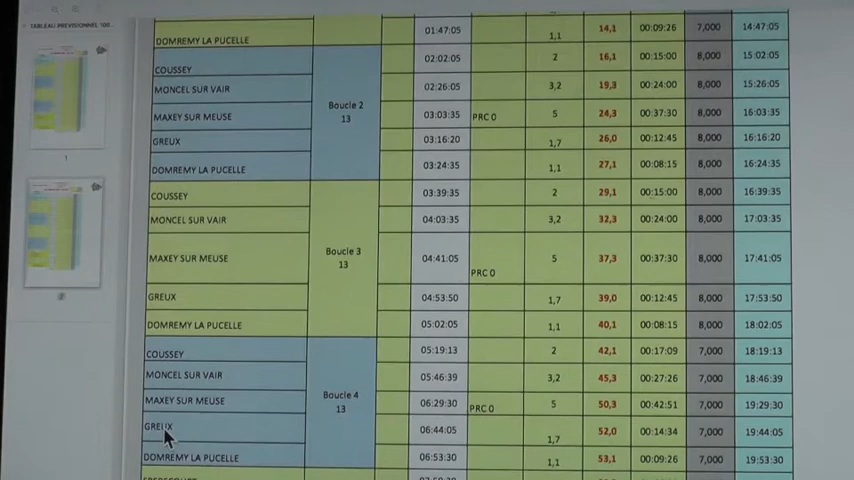 TABLEAU PREVISIONNEL 100...
1
2
DOMREMY LA PUCELLE 01:47:05 1,1 14,1 00:09:26 7,000 14:47:05
COUSSEY 02:02:05 2 16,1 00:15:00 8,000 15:02:05
MONCEL SUR VAIR 02:26:05 3,2 19,3 00:24:00 8,000 15:26:05
Boucle 2
13
MAXEY SUR MEUSE 03:03:35 PRC 0 5 24,3 00:37:30 8,000 16:03:35
GREUX 03:16:20 1,7 26,0 00:12:45 8,000 16:16:20
DOMREMY LA PUCELLE 03:24:35 1,1 27,1 00:08:15 8,000 16:24:35
COUSSEY 03:39:35 2 29,1 00:15:00 8,000 16:39:35
MONCEL SUR VAIR 04:03:35 3,2 32,3 00:24:00 8,000 17:03:35
Boucle 3
13
MAXEY SUR MEUSE 04:41:05 PRC 0 5 37,3 00:37:30 8,000 17:41:05
GREUX 04:53:50 1,7 39,0 00:12:45 8,000 17:53:50
DOMREMY LA PUCELLE 05:02:05 1,1 40,1 00:08:15 8,000 18:02:05
COUSSEY 05:19:13 2 42,1 00:17:09 7,000 18:19:13
MONCEL SUR VAIR 05:46:39 3,2 45,3 00:27:26 7,000 18:46:39
Boucle 4
13
MAXEY SUR MEUSE 06:29:30 PRC 0 5 50,3 00:42:51 7,000 19:29:30
GREUX 06:44:05 1,7 52,0 00:14:34 7,000 19:44:05
DOMREMY LA PUCELLE 06:53:30 1,1 53,1 00:09:26 7,000 19:53:30